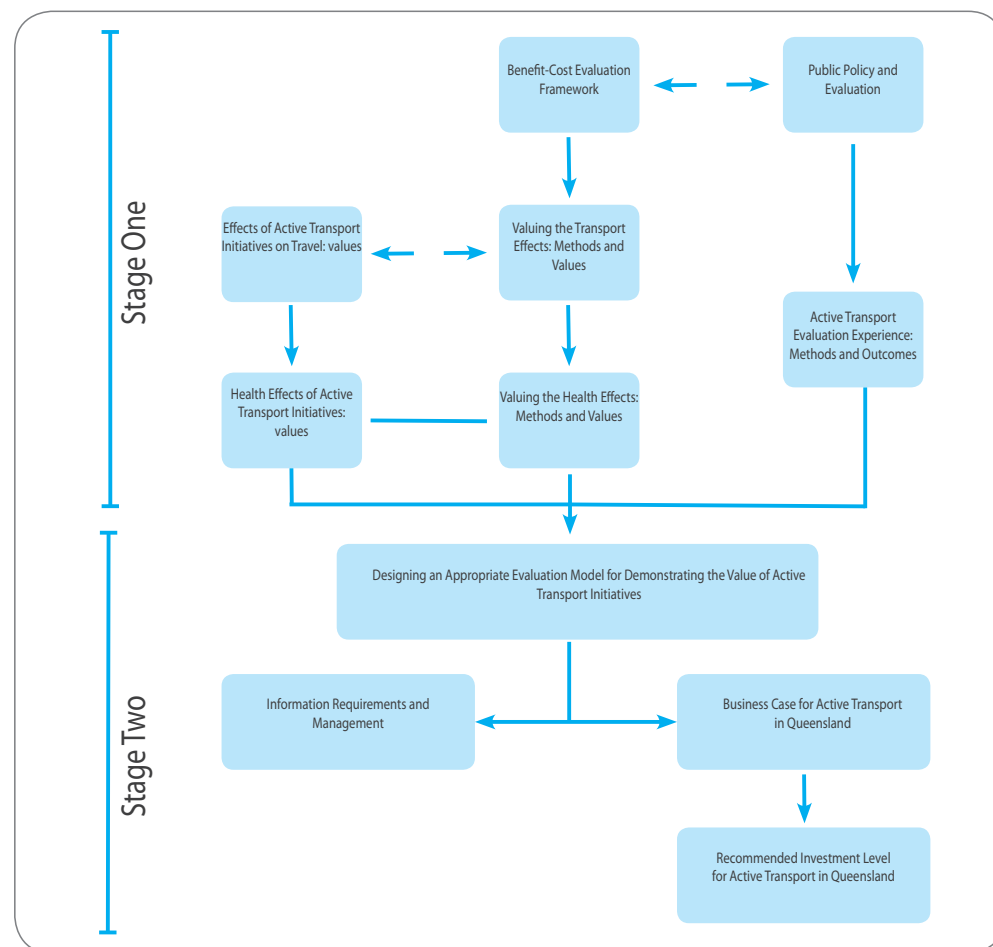 Stage One
Benefit-Cost Evaluation
Framework
Public Policy and
Evaluation
Effects of Active Transport
Initiatives on Travel: values
Valuing the Transport
Effects: Methods and
Values
Active Transport
Evaluation Experience:
Methods and Outcomes
Health Effects of Active
Transport Initiatives:
values
Valuing the Health Effects:
Methods and Values
Stage Two
Designing an Appropriate Evaluation Model for Demonstrating the Value of Active
Transport Initiatives
Information Requirements and
Management
Business Case for Active Transport
in Queensland
Recommended Investment Level
for Active Transport in Queensland